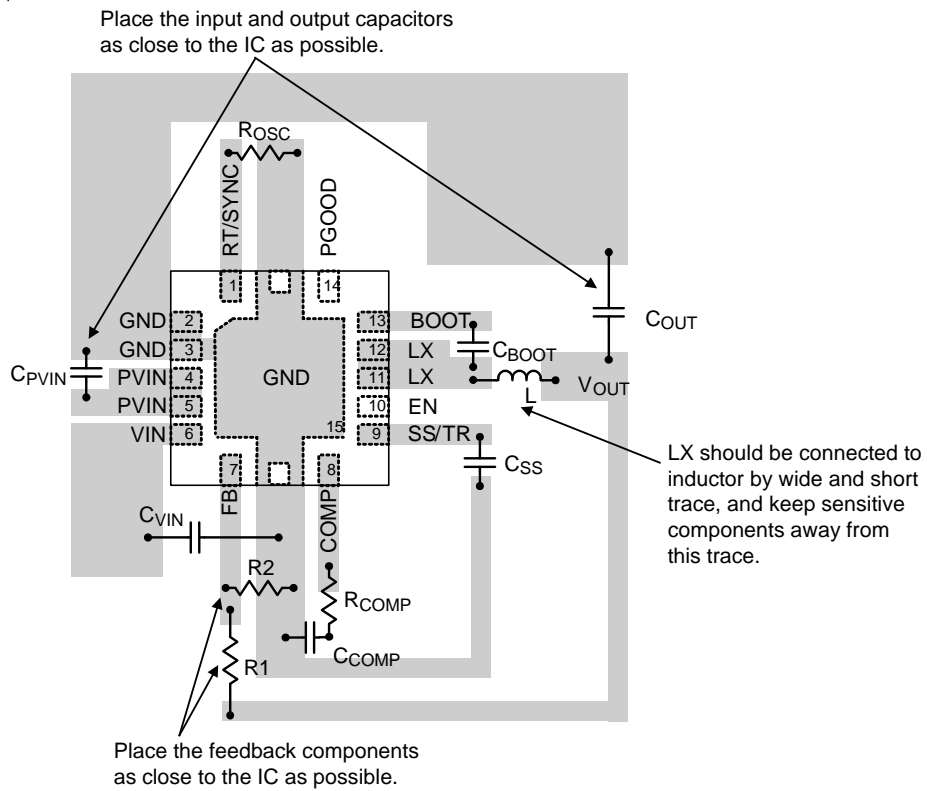 Place the input and output capacitors
as close to the IC as possible.
ROSC
RT/SYNC
PGOOD
1
14
GND 2
13 BOOT
GND 3
12 LX
CBOOT
COUT
CPVIN
PVIN 4
GND
11 LX
L
VOUT
PVIN 5
10 EN
VIN 6
15
9 SS/TR
CSS
7
8
FB
COMP
LX should be connected to
inductor by wide and short
trace, and keep sensitive
components away from
this trace.
CVIN
R2
RCOMP
CCOMP
R1
Place the feedback components
as close to the IC as possible.